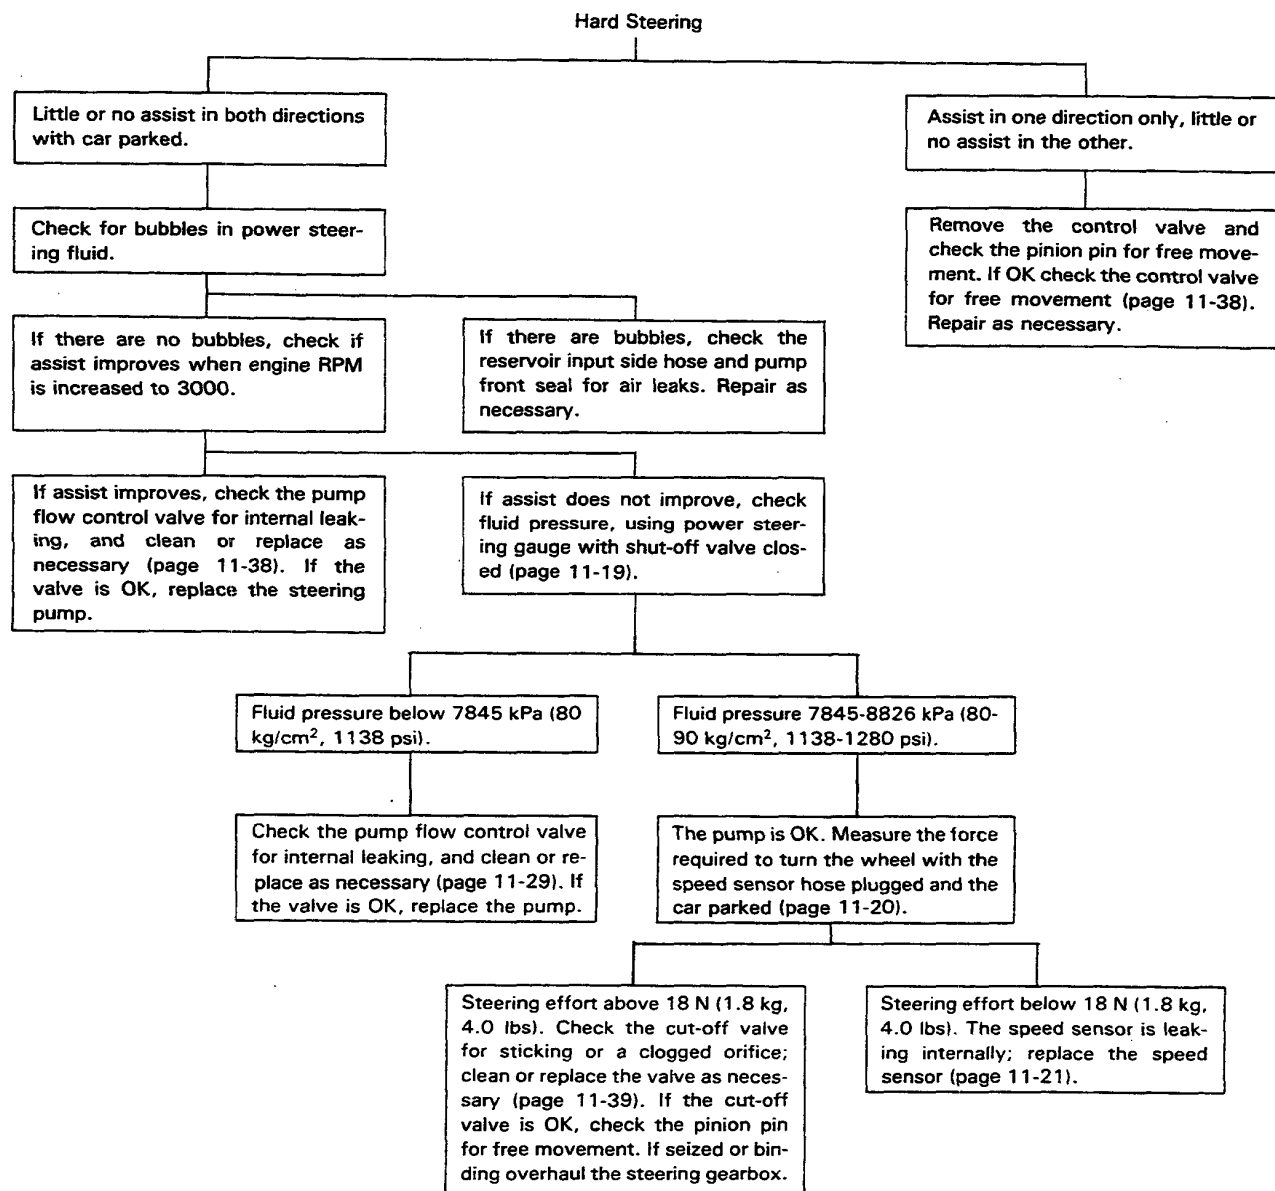 Hard Steering
Little or no assist in both directions
with car parked.
Assist in one direction only, little or
no assist in the other.
Check for bubbles in power steer-
ing fluid.
Remove the control valve and
check the pinion pin for free move-
ment. If OK check the control valve
for free movement (page 11-38).
Repair as necessary.
If there are no bubbles, check if
assist improves when engine RPM
is increased to 3000.
If there are bubbles, check the
reservoir input side hose and pump
front seal for air leaks. Repair as
necessary.
If assist improves, check the pump
flow control valve for internal leak-
ing, and clean or replace as
necessary (page 11-38). If the
valve is OK, replace the steering
pump.
If assist does not improve, check
fluid pressure, using power steer-
ing gauge with shut-off valve clos-
ed (page 11-19).
Fluid pressure below 7845 kPa (80
kg/cm², 1138 psi).
Fluid pressure 7845-8826 kPa (80-
90 kg/cm², 1138-1280 psi).
Check the pump flow control valve
for internal leaking, and clean or re-
place as necessary (page 11-29). If
the valve is OK, replace the pump.
The pump is OK. Measure the force
required to turn the wheel with the
speed sensor hose plugged and the
car parked (page 11-20).
Steering effort above 18 N (1.8 kg,
4.0 lbs). Check the cut-off valve
for sticking or a clogged orifice;
clean or replace the valve as neces-
sary (page 11-39). If the cut-off
valve is OK, check the pinion pin
for free movement. If seized or bin-
ding overhaul the steering gearbox.
Steering effort below 18 N (1.8 kg,
4.0 lbs). The speed sensor is leak-
ing internally; replace the speed
sensor (page 11-21).